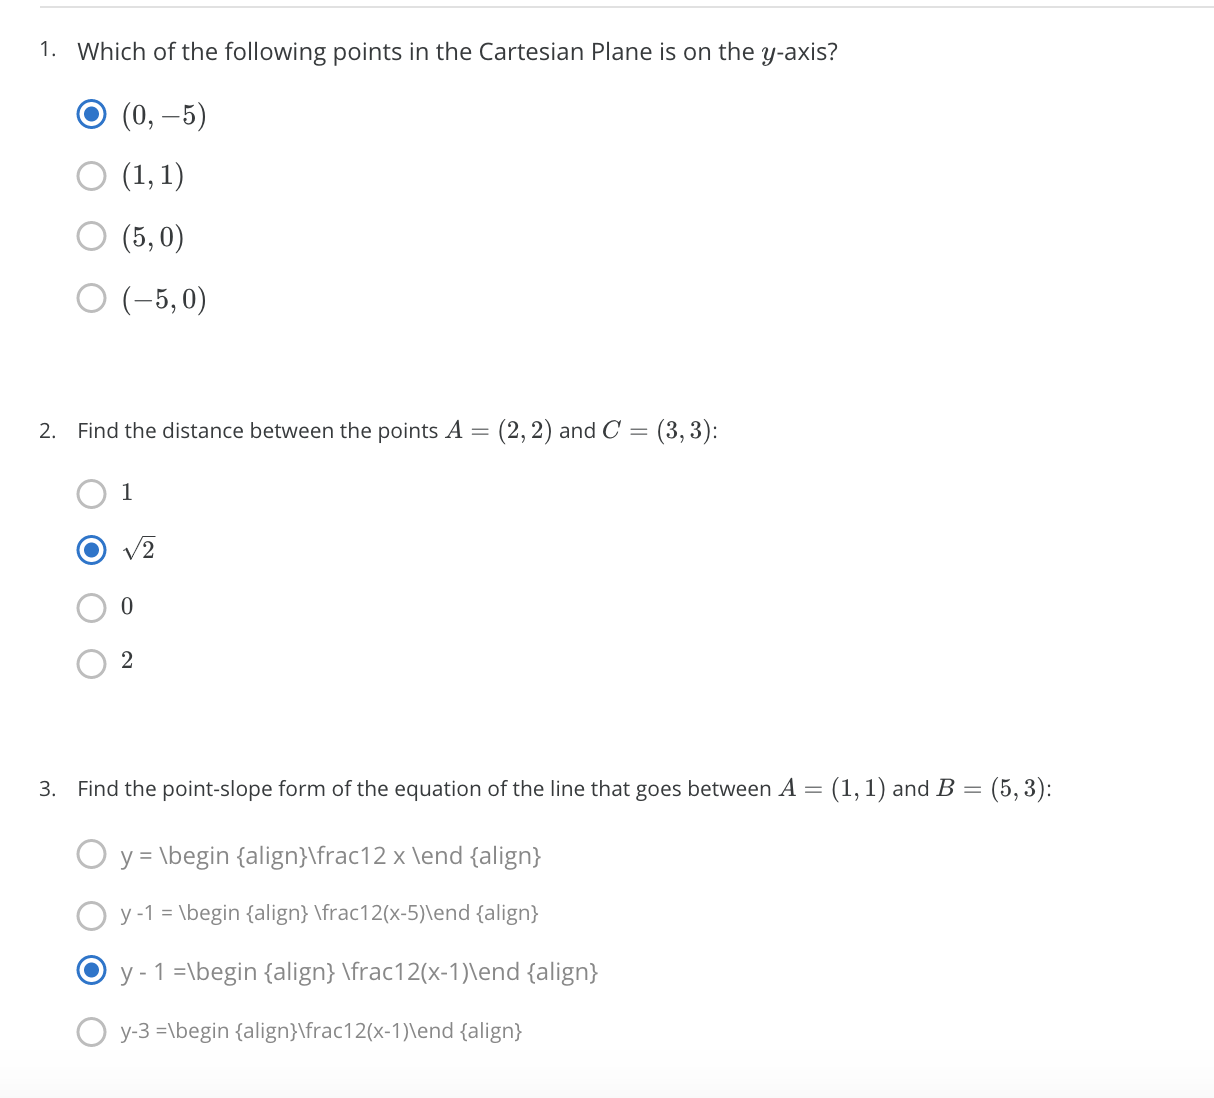 1. Which of the following points in the Cartesian Plane is on the y-axis?
(0, −5)
(1, 1)
(5, 0)
(−5, 0)
2. Find the distance between the points A = (2, 2) and C = (3, 3):
1
√2
0
2
3. Find the point-slope form of the equation of the line that goes between A = (1, 1) and B = (5, 3):
y = \begin {align}\frac12 x \end {align}
y -1 = \begin {align} \frac12(x-5)\end {align}
y - 1 =\begin {align} \frac12(x-1)\end {align}
y-3 =\begin {align}\frac12(x-1)\end {align}